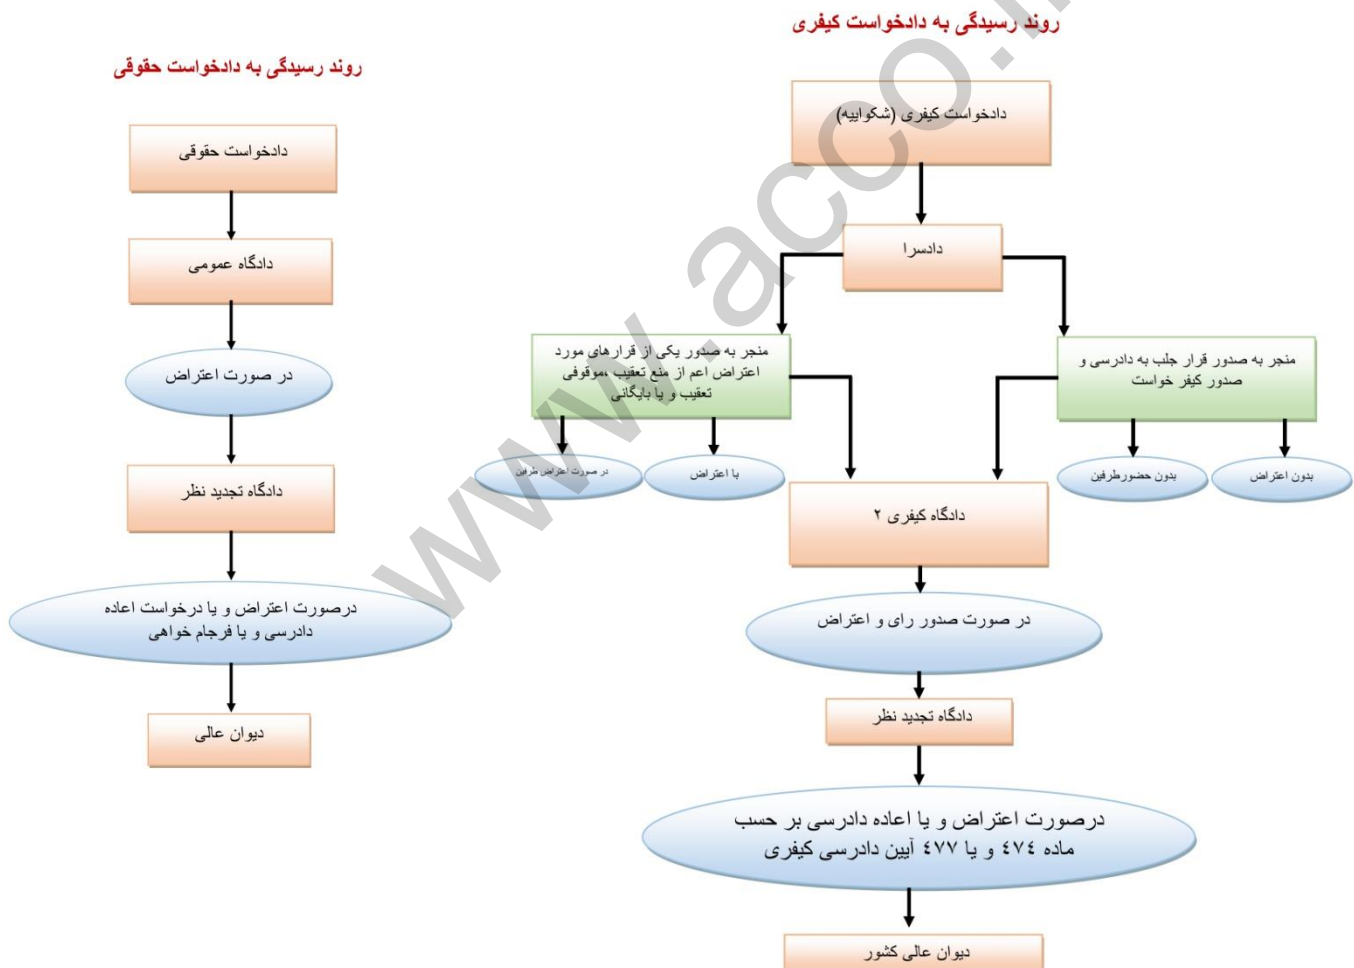 روند رسیدگی به دادخواست کیفری
دادخواست کیفری (شکواییه)
دادسرا
منجر به صدور قرار جلب به دادرسی و
صدور کیفر خواست
بدون اعتراض
بدون حضورطرفین
منجر به صدور یکی از قرارهای مورد
اعتراض اعم از منع تعقیب ،موقوفی
تعقیب و یا بایگانی
با اعتراض
در صورت اعتراض طرفین
دادگاه کیفری ۲
در صورت صدور رای و اعتراض
دادگاه تجدید نظر
درصورت اعتراض و یا اعاده دادرسی بر حسب
ماده ٤٧٤ و یا ٤٧٧ آیین دادرسی کیفری
دیوان عالی کشور
روند رسیدگی به دادخواست حقوقی
دادخواست حقوقی
دادگاه عمومی
در صورت اعتراض
دادگاه تجدید نظر
درصورت اعتراض و یا درخواست اعاده
دادرسی و یا فرجام خواهی
دیوان عالی